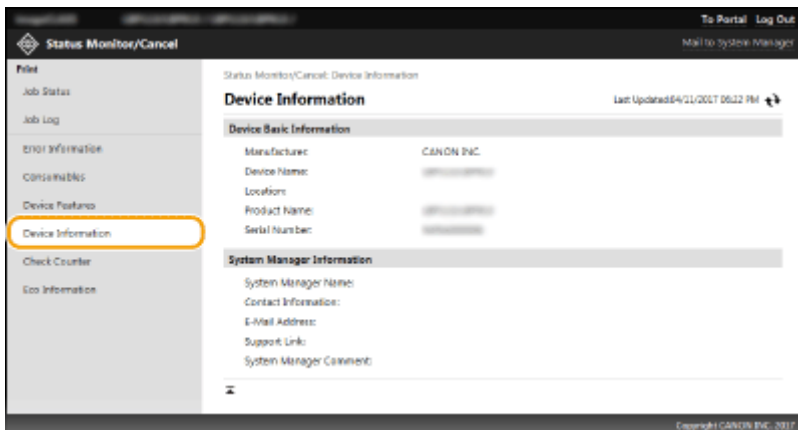 To Portal Log Out
Status Monitor/Cancel
Mail to System Manager
Print
Job Status
Job Log
Error Information
Consumables
Device Features
Device Information
Check Counter
Eco Information
Status Monitor/Cancel: Device Information
Device Information
Last Updated:04/11/2017 06:22 PM
Device Basic Information
Manufacturer: CANON INC.
Device Name:
Location:
Product Name:
Serial Number:
System Manager Information
System Manager Name:
Contact Information:
E-Mail Address:
Support Link:
System Manager Comment:
Copyright CANON INC. 2017